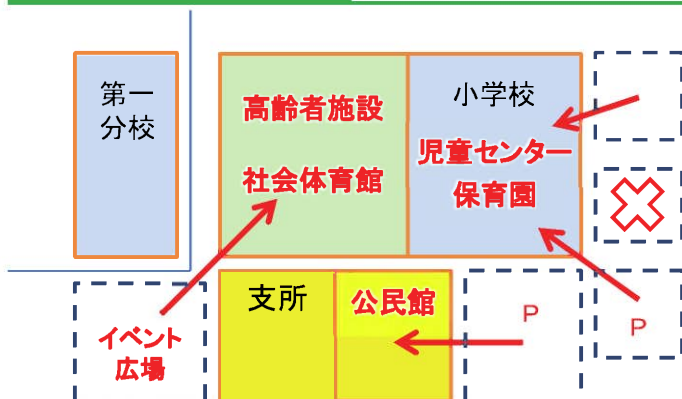 第一
分校
高齢者施設
社会体育館
小学校
児童センター
保育園
支所
公民館
P
P
イベント
広場